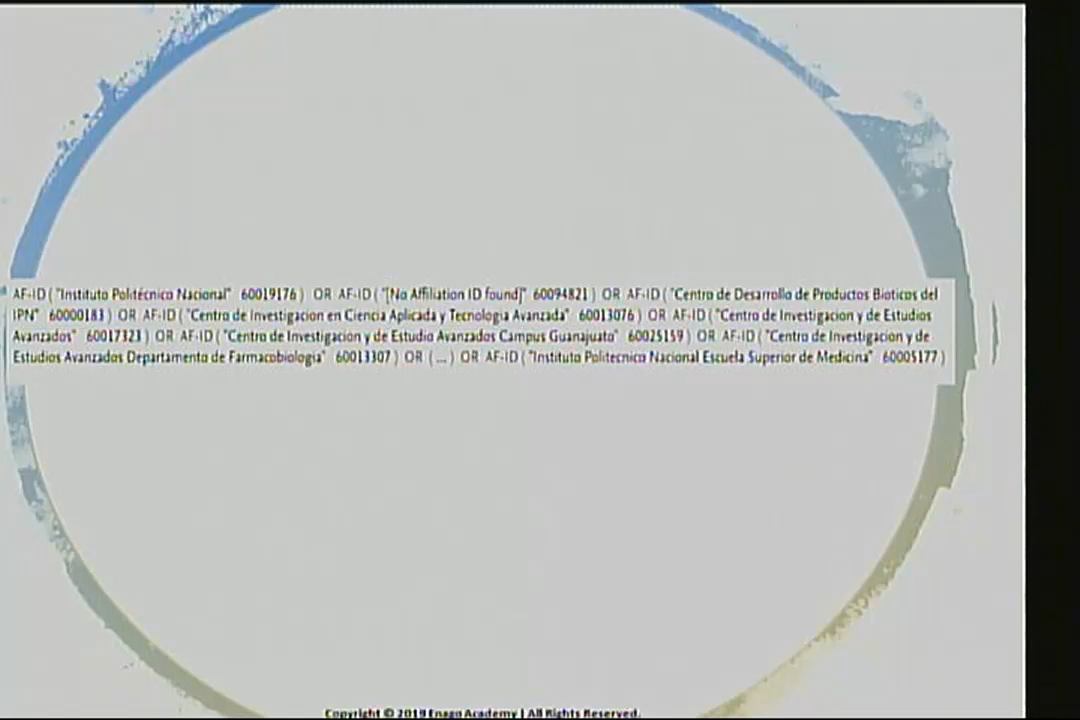 AF-ID ( "Instituto Politécnico Nacional" 60019176 ) OR AF-ID ( "[No Affiliation ID found]" 60094821 ) OR AF-ID ( "Centro de Desarrollo de Productos Bioticos del
IPN" 60000183 ) OR AF-ID ( "Centro de Investigacion en Ciencia Aplicada y Tecnologia Avanzada" 60013076 ) OR AF-ID ( "Centro de Investigacion y de Estudios
Avanzados" 60017323 ) OR AF-ID ( "Centro de Investigacion y de Estudio Avanzados Campus Guanajuato" 60025159 ) OR AF-ID ( "Centro de Investigacion y de
Estudios Avanzados Departamento de Farmacobiologia" 60013307 ) OR ( ... ) OR AF-ID ( "Instituto Politecnico Nacional Escuela Superior de Medicina" 60005177 )
Copyright © 2019 Enago Academy | All Rights Reserved.